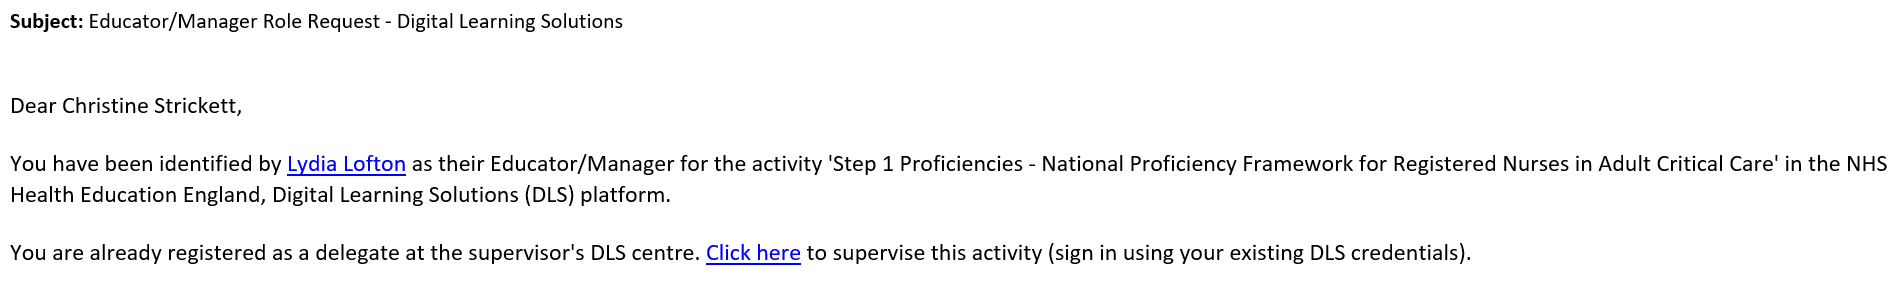 Subject: Educator/Manager Role Request - Digital Learning Solutions
Dear Christine Strickett,
You have been identified by Lydia Lofton as their Educator/Manager for the activity 'Step 1 Proficiencies - National Proficiency Framework for Registered Nurses in Adult Critical Care' in the NHS
Health Education England, Digital Learning Solutions (DLS) platform.
You are already registered as a delegate at the supervisor's DLS centre. Click here to supervise this activity (sign in using your existing DLS credentials).